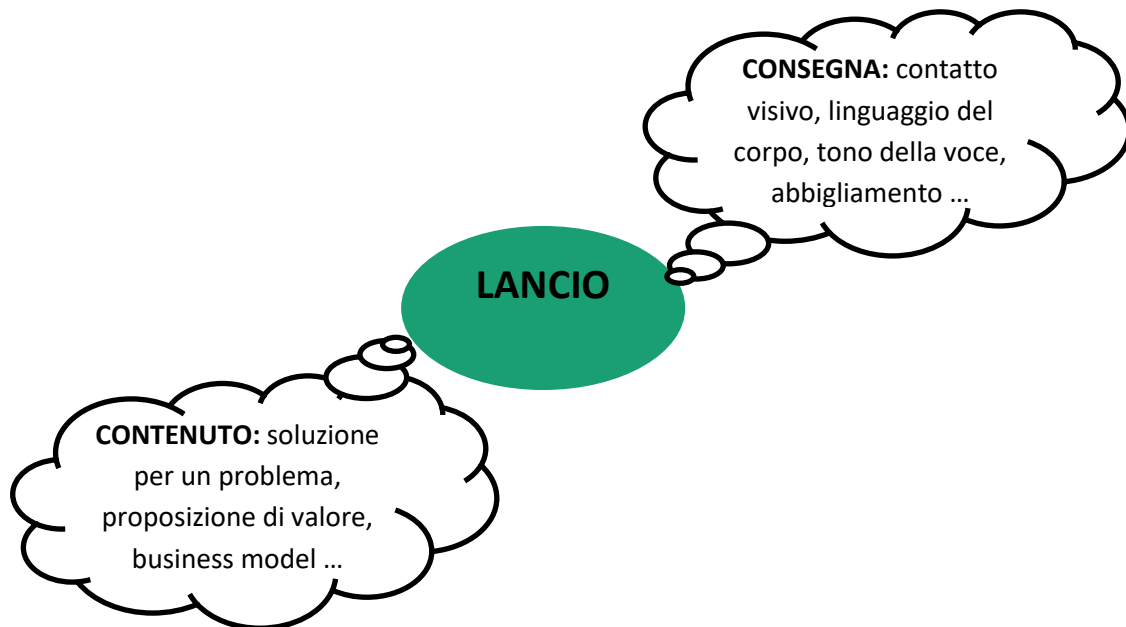 CONSEGNA: contatto
visivo, linguaggio del
corpo, tono della voce,
abbigliamento ...
LANCIO
CONTENUTO: soluzione
per un problema,
proposizione di valore,
business model ...